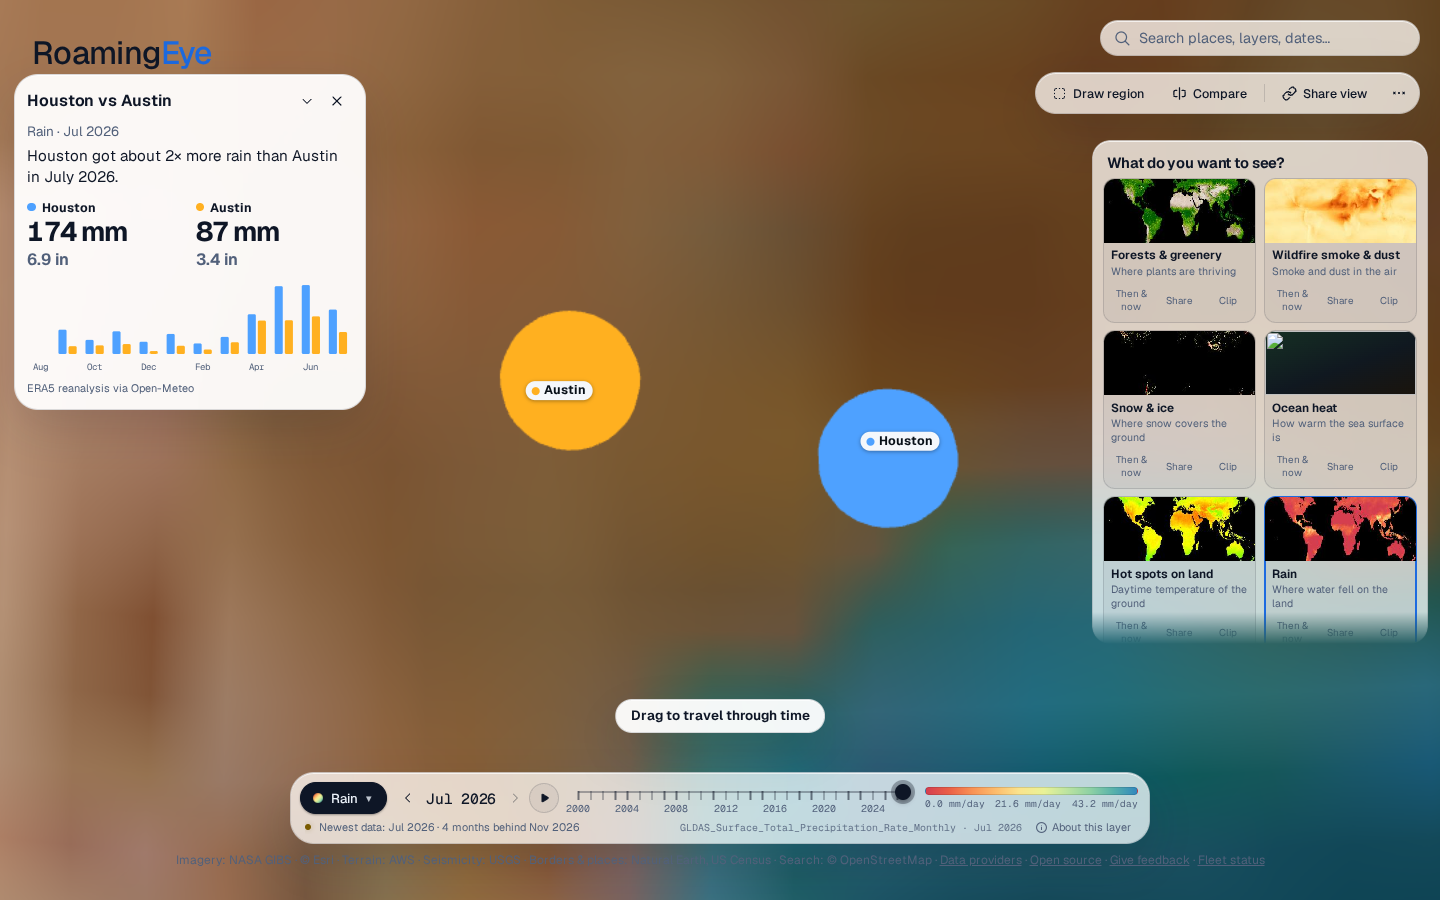 RoamingEye
Search places, layers, dates...
Draw region
Compare
Share view
Houston vs Austin
Rain · Jul 2026
Houston got about 2× more rain than Austin
in July 2026.
Houston
Austin
174 mm
87 mm
6.9 in
3.4 in
Aug Oct Dec Feb Apr Jun
ERA5 reanalysis via Open-Meteo
Austin
Houston
What do you want to see?
Forests & greenery
Where plants are thriving
Then & now
Share
Clip
Wildfire smoke & dust
Smoke and dust in the air
Then & now
Share
Clip
Snow & ice
Where snow covers the
ground
Then & now
Share
Clip
Ocean heat
How warm the sea surface
is
Then & now
Share
Clip
Hot spots on land
Daytime temperature of the
ground
Then &
Share
Clip
Rain
Where water fell on the
land
Then &
Share
Clip
Drag to travel through time
Rain
Jul 2026
2000 2004 2008 2012 2016 2020 2024
0.0 mm/day 21.6 mm/day 43.2 mm/day
Newest data: Jul 2026 · 4 months behind Nov 2026
GLDAS_Surface_Total_Precipitation_Rate_Monthly · Jul 2026
About this layer
Imagery: NASA
US Census · Search: © OpenStreetMap · Data providers · Open source · Give feedback · Fleet status